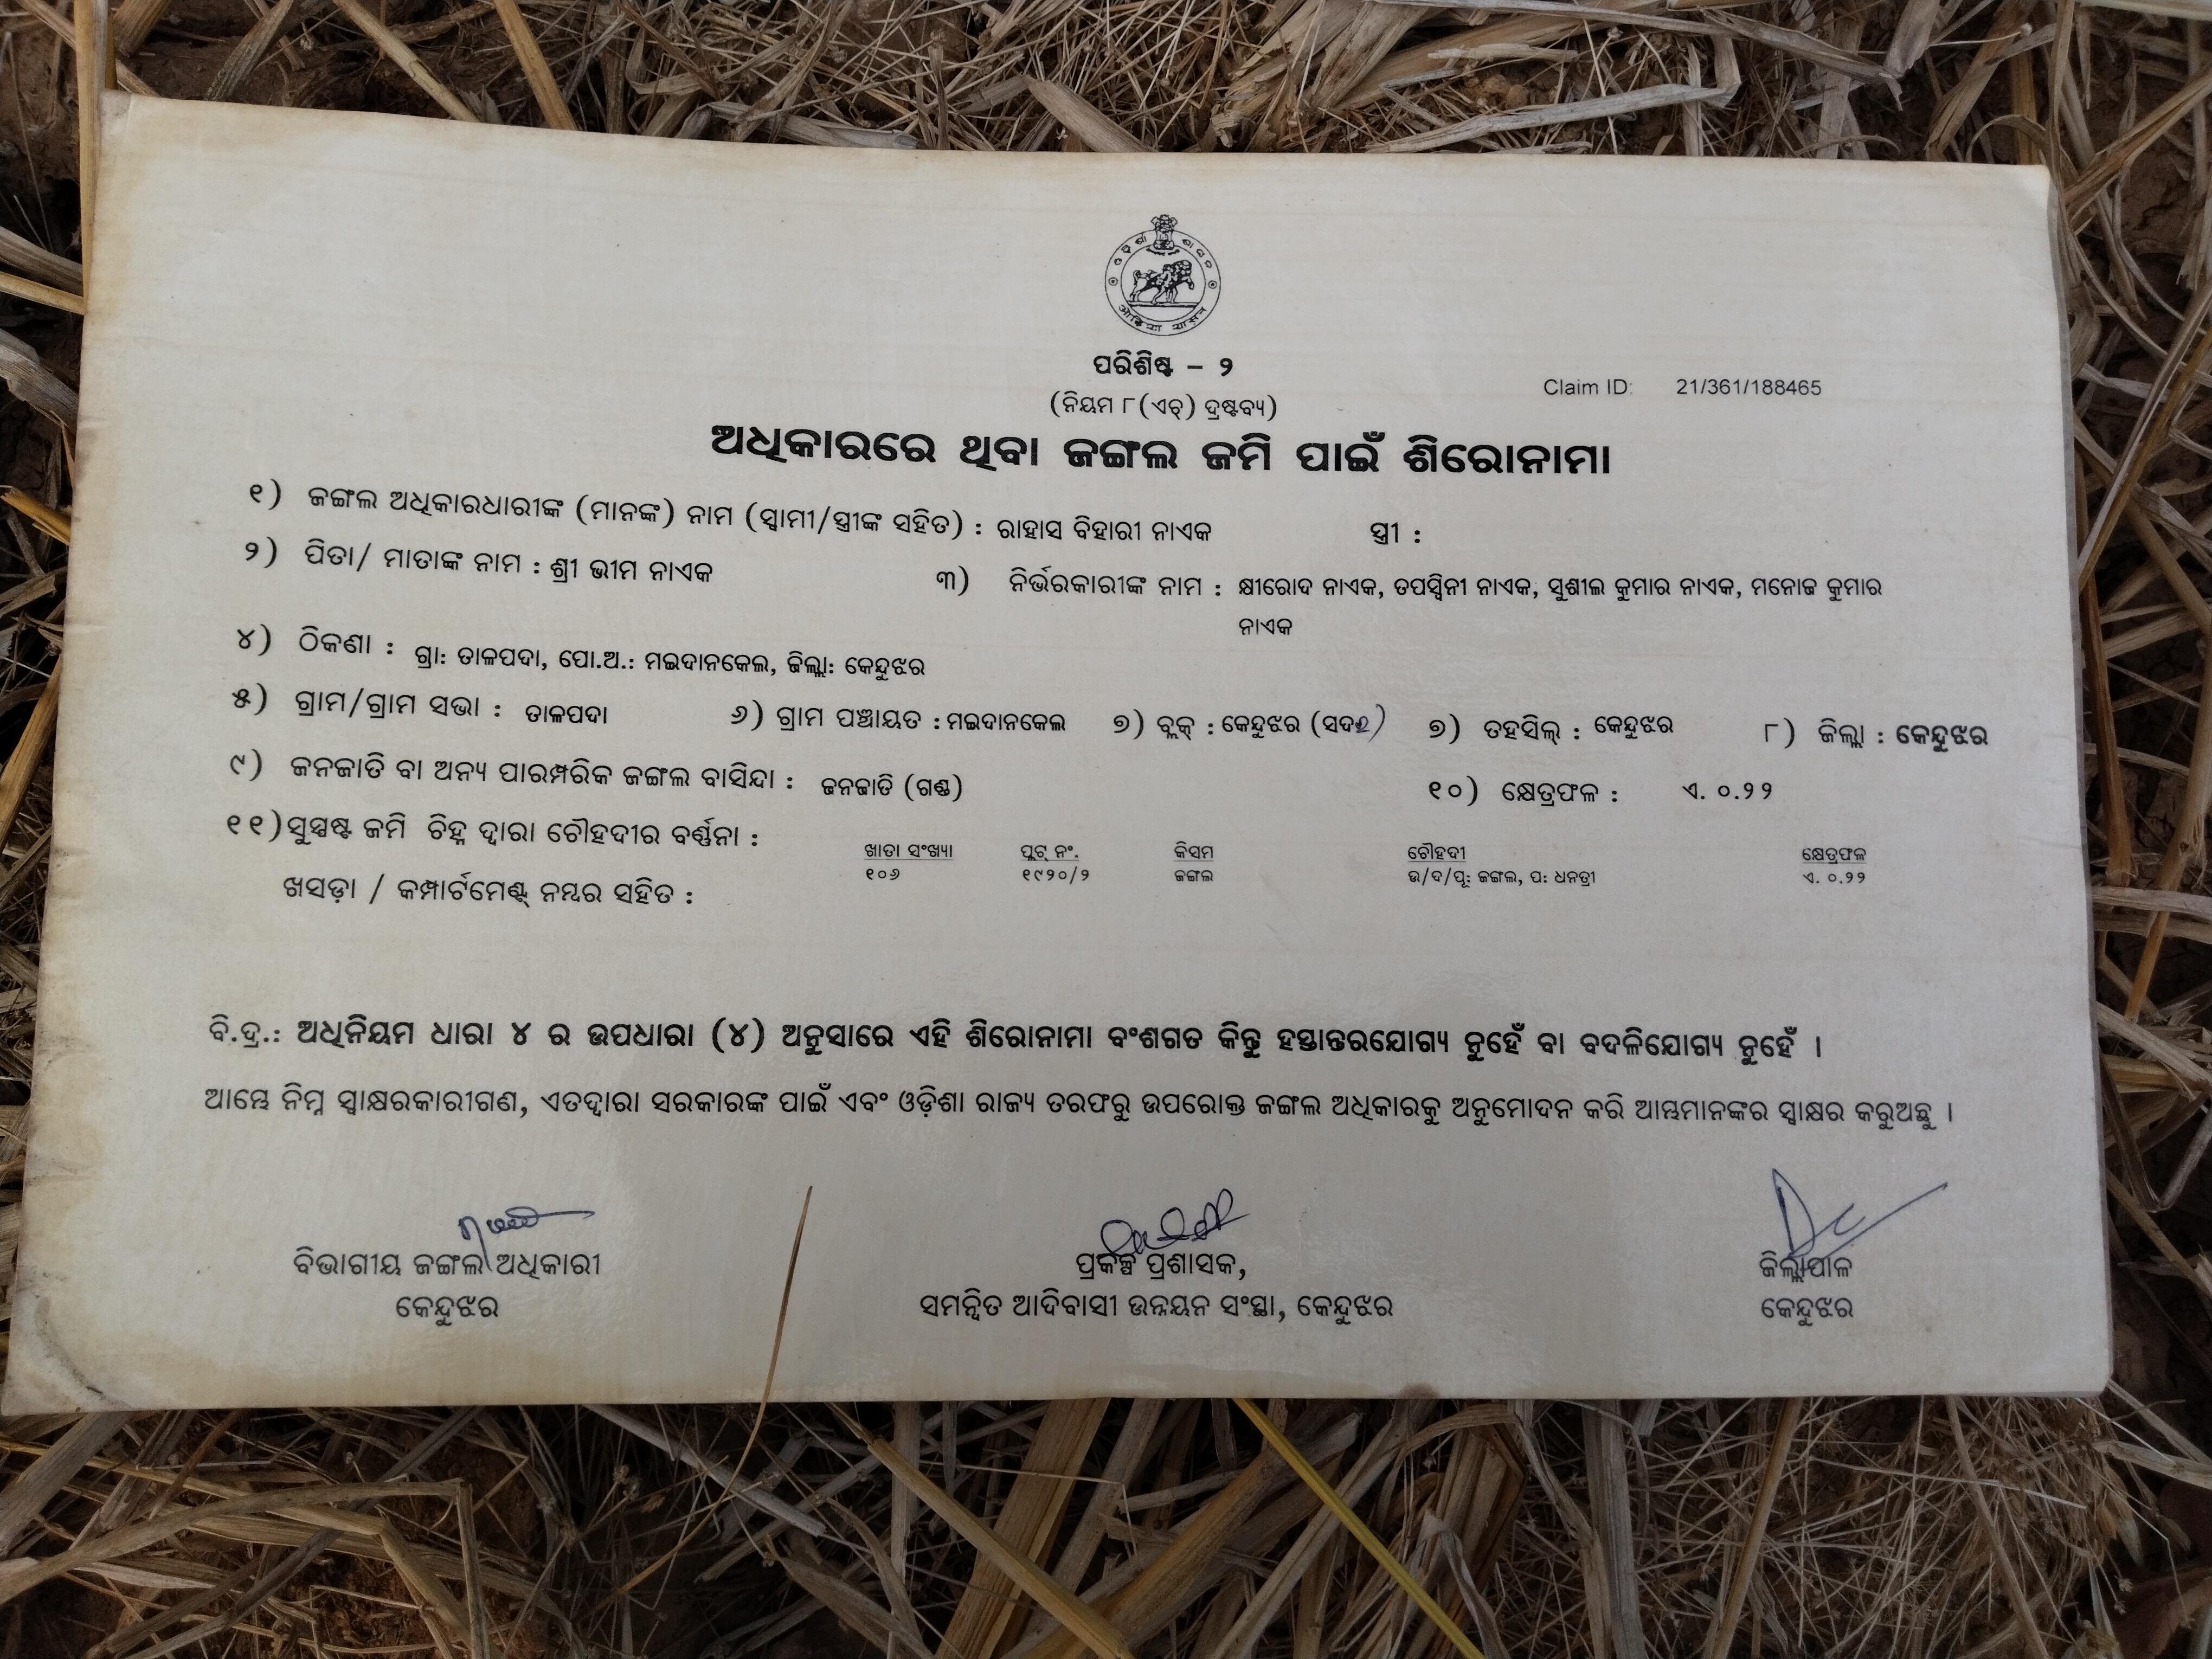 ଓଡ଼ିଶା ଶାସନ
ओड़िशा शासन
ପରିଶିଷ୍ଟ – ୨
(ନିୟମ ୮(ଏଚ୍) ଦ୍ରଷ୍ଟବ୍ୟ)
Claim ID: 21/361/188465
ଅଧିକାରରେ ଥିବା ଜଙ୍ଗଲ ଜମି ପାଇଁ ଶିରୋନାମା
୧) ଜଙ୍ଗଲ ଅଧିକାରଧାରୀଙ୍କ (ମାନଙ୍କ) ନାମ (ସ୍ୱାମୀ/ସ୍ତ୍ରୀଙ୍କ ସହିତ) : ରାହାସ ବିହାରୀ ନାଏକ ସ୍ତ୍ରୀ :
୨) ପିତା/ ମାତାଙ୍କ ନାମ : ଶ୍ରୀ ଭୀମ ନାଏକ ୩) ନିର୍ଭରକାରୀଙ୍କ ନାମ : କ୍ଷୀରୋଦ ନାଏକ, ତପସ୍ୱିନୀ ନାଏକ, ସୁଶୀଲ କୁମାର ନାଏକ, ମନୋଜ କୁମାର
ନାଏକ
୪) ଠିକଣା : ଗ୍ରା: ତାଳପଦା, ପୋ.ଅ.: ମଇଦାନକେଲ, ଜିଲ୍ଲା: କେନ୍ଦୁଝର
୫) ଗ୍ରାମ/ଗ୍ରାମ ସଭା : ତାଳପଦା ୬) ଗ୍ରାମ ପଞ୍ଚାୟତ : ମଇଦାନକେଲ ୭) ବ୍ଲକ୍ : କେନ୍ଦୁଝର (ସଦର) ୭) ତହସିଲ୍ : କେନ୍ଦୁଝର ୮) ଜିଲ୍ଲା : କେନ୍ଦୁଝର
୯) ଜନଜାତି ବା ଅନ୍ୟ ପାରମ୍ପରିକ ଜଙ୍ଗଲ ବାସିନ୍ଦା : ଜନଜାତି (ଗଣ୍ଡ) ୧୦) କ୍ଷେତ୍ରଫଳ : ଏ. ୦.୨୨
୧୧) ସୁସ୍ପଷ୍ଟ ଜମି ଚିହ୍ନ ଦ୍ୱାରା ଚୌହଦୀର ବର୍ଣ୍ଣନା :
ଖାତା ସଂଖ୍ୟା ପ୍ଲଟ୍ ନଂ. କିସମ ଚୌହଦୀ କ୍ଷେତ୍ରଫଳ
୧୦୬ ୧୯୨୦/୨ ଜଙ୍ଗଲ ଉ/ଦ/ପୂ: ଜଙ୍ଗଲ, ପ: ଧନତ୍ରୀ ଏ. ୦.୨୨
ଖସଡ଼ା / କମ୍ପାର୍ଟମେଣ୍ଟ୍ ନମ୍ବର ସହିତ :
ବି.ଦ୍ର.: ଅଧିନିୟମ ଧାରା ୪ ର ଉପଧାରା (୪) ଅନୁସାରେ ଏହି ଶିରୋନାମା ବଂଶଗତ କିନ୍ତୁ ହସ୍ତାନ୍ତରଯୋଗ୍ୟ ନୁହେଁ ବା ବଦଳିଯୋଗ୍ୟ ନୁହେଁ ।
ଆମ୍ଭେ ନିମ୍ନ ସ୍ୱାକ୍ଷରକାରୀଗଣ, ଏତଦ୍ଦ୍ୱାରା ସରକାରଙ୍କ ପାଇଁ ଏବଂ ଓଡ଼ିଶା ରାଜ୍ୟ ତରଫରୁ ଉପରୋକ୍ତ ଜଙ୍ଗଲ ଅଧିକାରକୁ ଅନୁମୋଦନ କରି ଆମ୍ଭମାନଙ୍କର ସ୍ୱାକ୍ଷର କରୁଅଛୁ ।
ବିଭାଗୀୟ ଜଙ୍ଗଲ ଅଧିକାରୀ ପ୍ରକଳ୍ପ ପ୍ରଶାସକ, ଜିଲ୍ଲାପାଳ
କେନ୍ଦୁଝର ସମନ୍ୱିତ ଆଦିବାସୀ ଉନ୍ନୟନ ସଂସ୍ଥା, କେନ୍ଦୁଝର କେନ୍ଦୁଝର